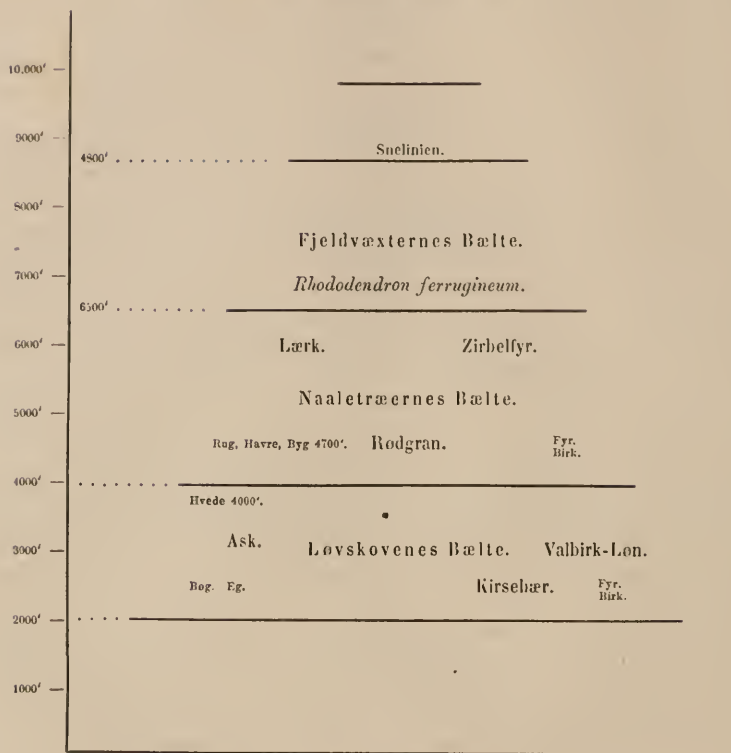 10,000'
9000'
4800'
Snelinien.
8000'
Fjeldvæxternes Bælte.
7000'
Rhododendron ferrugineum.
6500'
6000'
Lærk. Zirbelfyr.
Naaletræernes Bælte.
5000'
Rug, Havre, Byg 4700'. Rødgran. Fyr.
Birk.
4000'
Hvede 4000'.
Ask. Løvskovenes Bælte. Valbirk-Løn.
3000'
Bøg. Eg. Kirsebær. Fyr.
Birk.
2000'
1000'